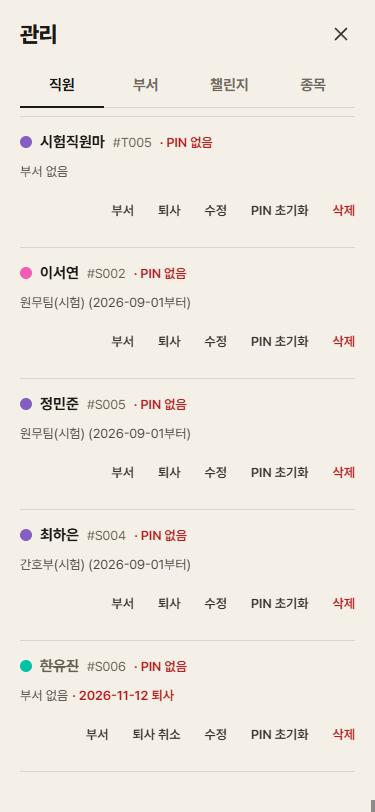 관리
직원 부서 챌린지 종목
시험직원마 #T005 · PIN 없음
부서 없음
부서 퇴사 수정 PIN 초기화 삭제
이서연 #S002 · PIN 없음
원무팀(시험) (2026-09-01부터)
부서 퇴사 수정 PIN 초기화 삭제
정민준 #S005 · PIN 없음
원무팀(시험) (2026-09-01부터)
부서 퇴사 수정 PIN 초기화 삭제
최하은 #S004 · PIN 없음
간호부(시험) (2026-09-01부터)
부서 퇴사 수정 PIN 초기화 삭제
한유진 #S006 · PIN 없음
부서 없음 · 2026-11-12 퇴사
부서 퇴사 취소 수정 PIN 초기화 삭제